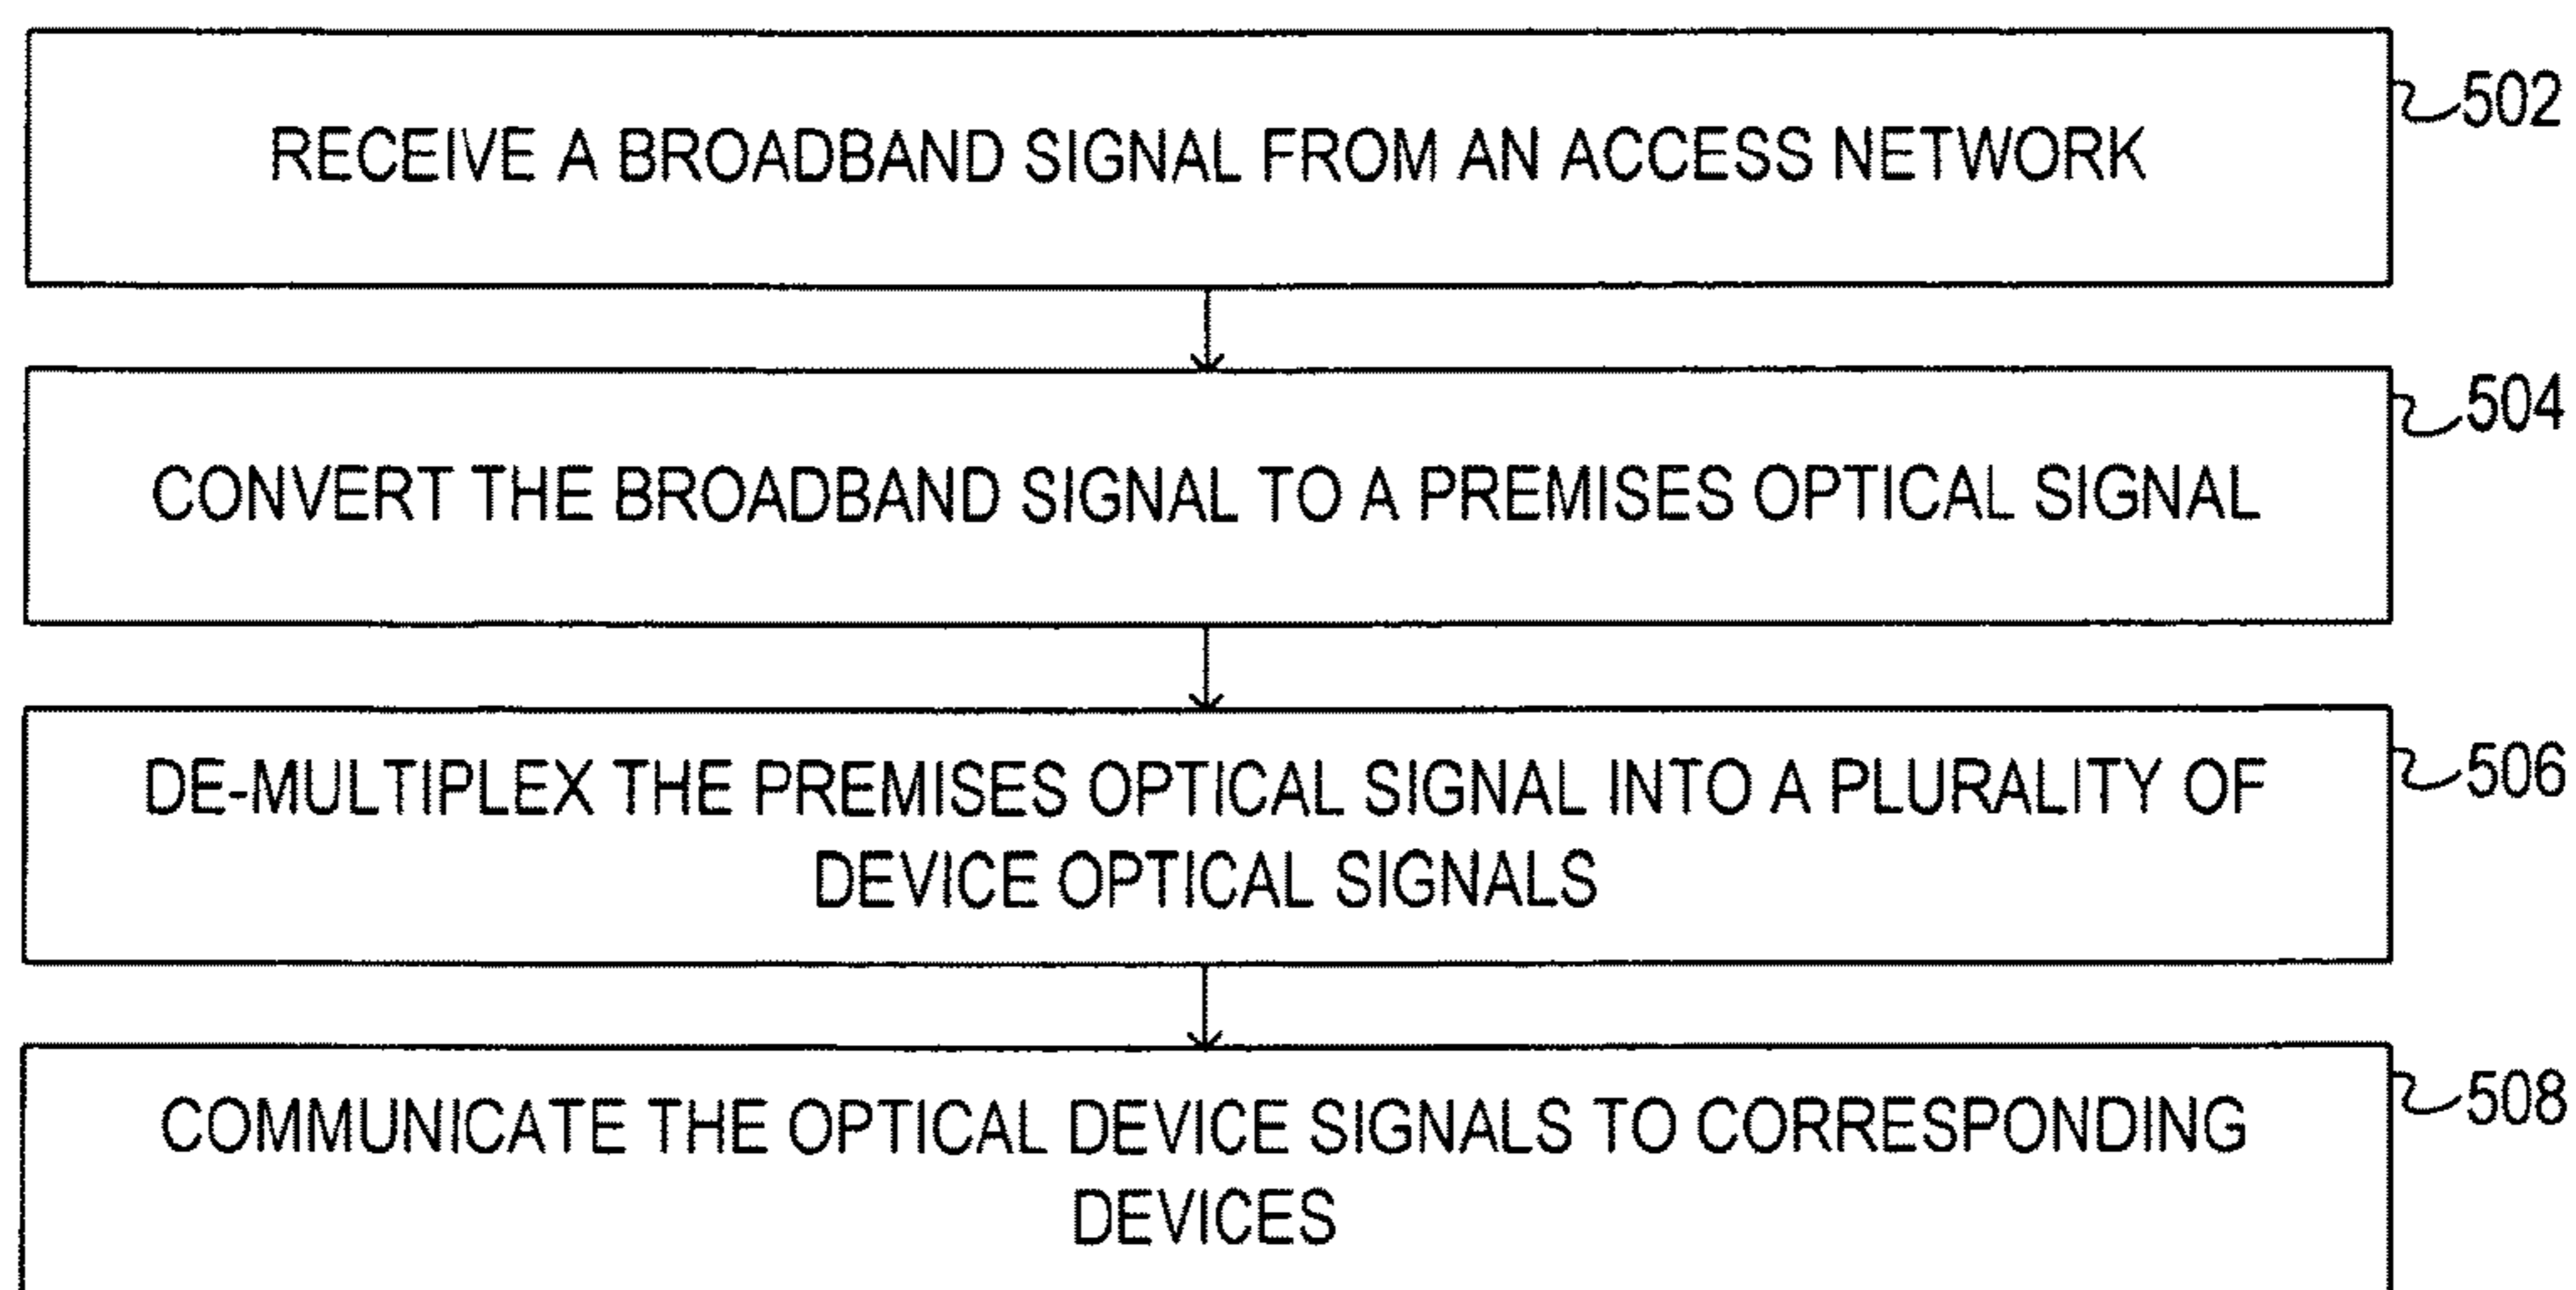 RECEIVE A BROADBAND SIGNAL FROM AN ACCESS NETWORK
502
CONVERT THE BROADBAND SIGNAL TO A PREMISES OPTICAL SIGNAL
504
DE-MULTIPLEX THE PREMISES OPTICAL SIGNAL INTO A PLURALITY OF
DEVICE OPTICAL SIGNALS
506
COMMUNICATE THE OPTICAL DEVICE SIGNALS TO CORRESPONDING
DEVICES
508